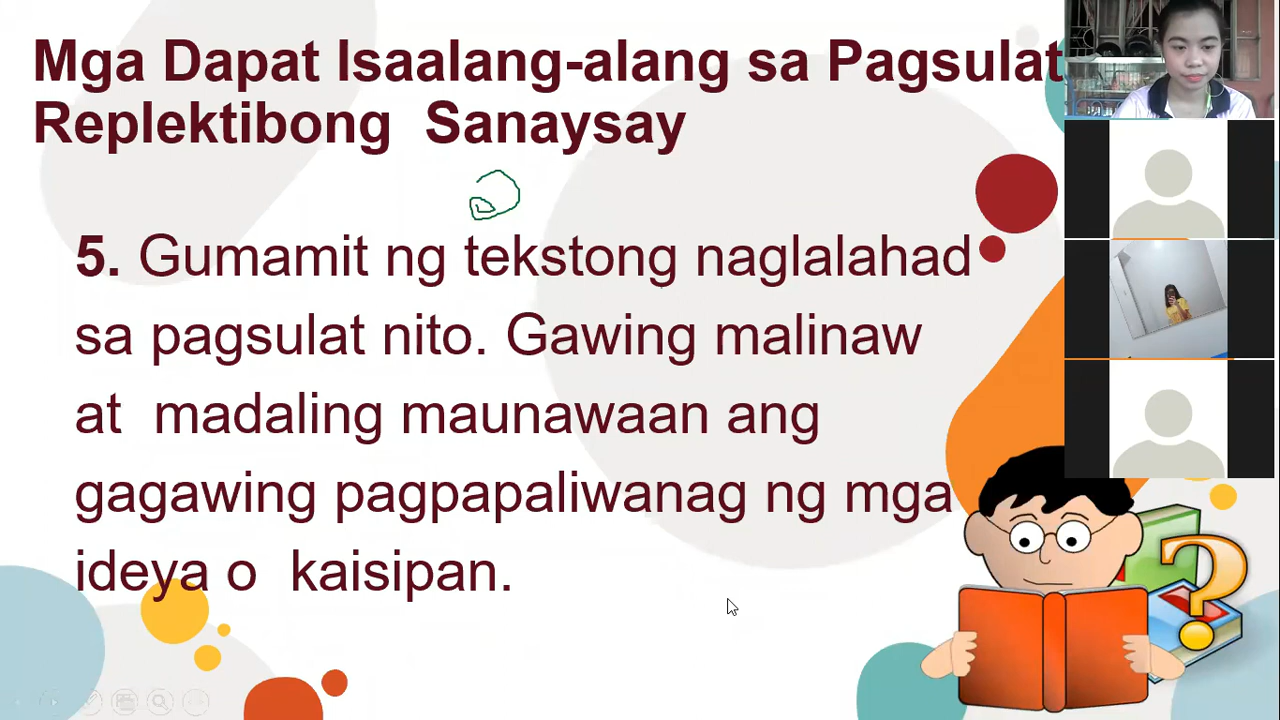 Mga Dapat Isaalang-alang sa Pagsulat
Replektibong Sanaysay
5. Gumamit ng tekstong naglalahad
sa pagsulat nito. Gawing malinaw
at madaling maunawaan ang
gagawing pagpapaliwanag ng mga
ideya o kaisipan.